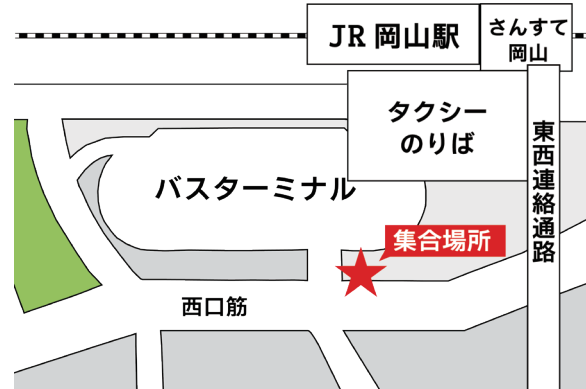 JR 岡山駅
さんすて
岡山
タクシー
のりば
東西連絡通路
バスターミナル
集合場所
西口筋